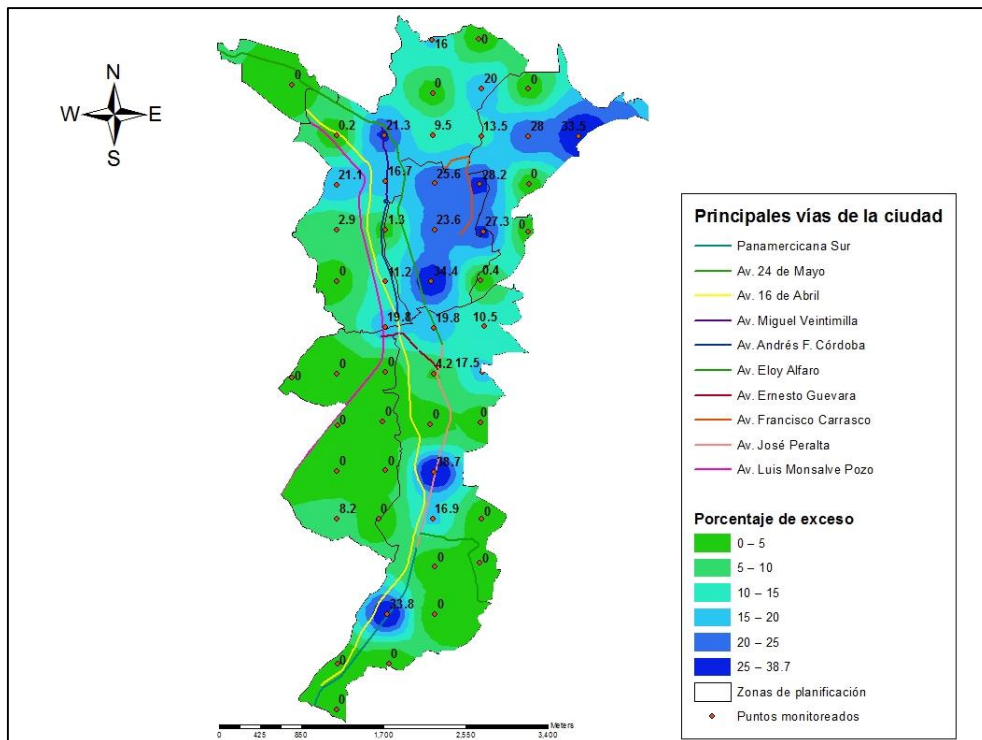 N
W E
S
16 0
0
0 20 0
0.2 21.3 9.5 13.5 28 33.5
21.1 16.7 25.6 28.2 0
2.9 1.3 23.6 27.3 0
0 11.2 34.4 0.4
19.8 19.8 10.5
0 0 0 4.2 17.5
0 0 0 0
0 0 38.7
8.2 0 16.9 0
0 0
33.8 0
0 0
0
Meters
0 425 850 1,700 2,550 3,400
Principales vías de la ciudad
Panamericana Sur
Av. 24 de Mayo
Av. 16 de Abril
Av. Miguel Veintimilla
Av. Andrés F. Córdoba
Av. Eloy Alfaro
Av. Ernesto Guevara
Av. Francisco Carrasco
Av. José Peralta
Av. Luis Monsalve Pozo
Porcentaje de exceso
0 – 5
5 – 10
10 – 15
15 – 20
20 – 25
25 – 38.7
Zonas de planificación
Puntos monitoreados